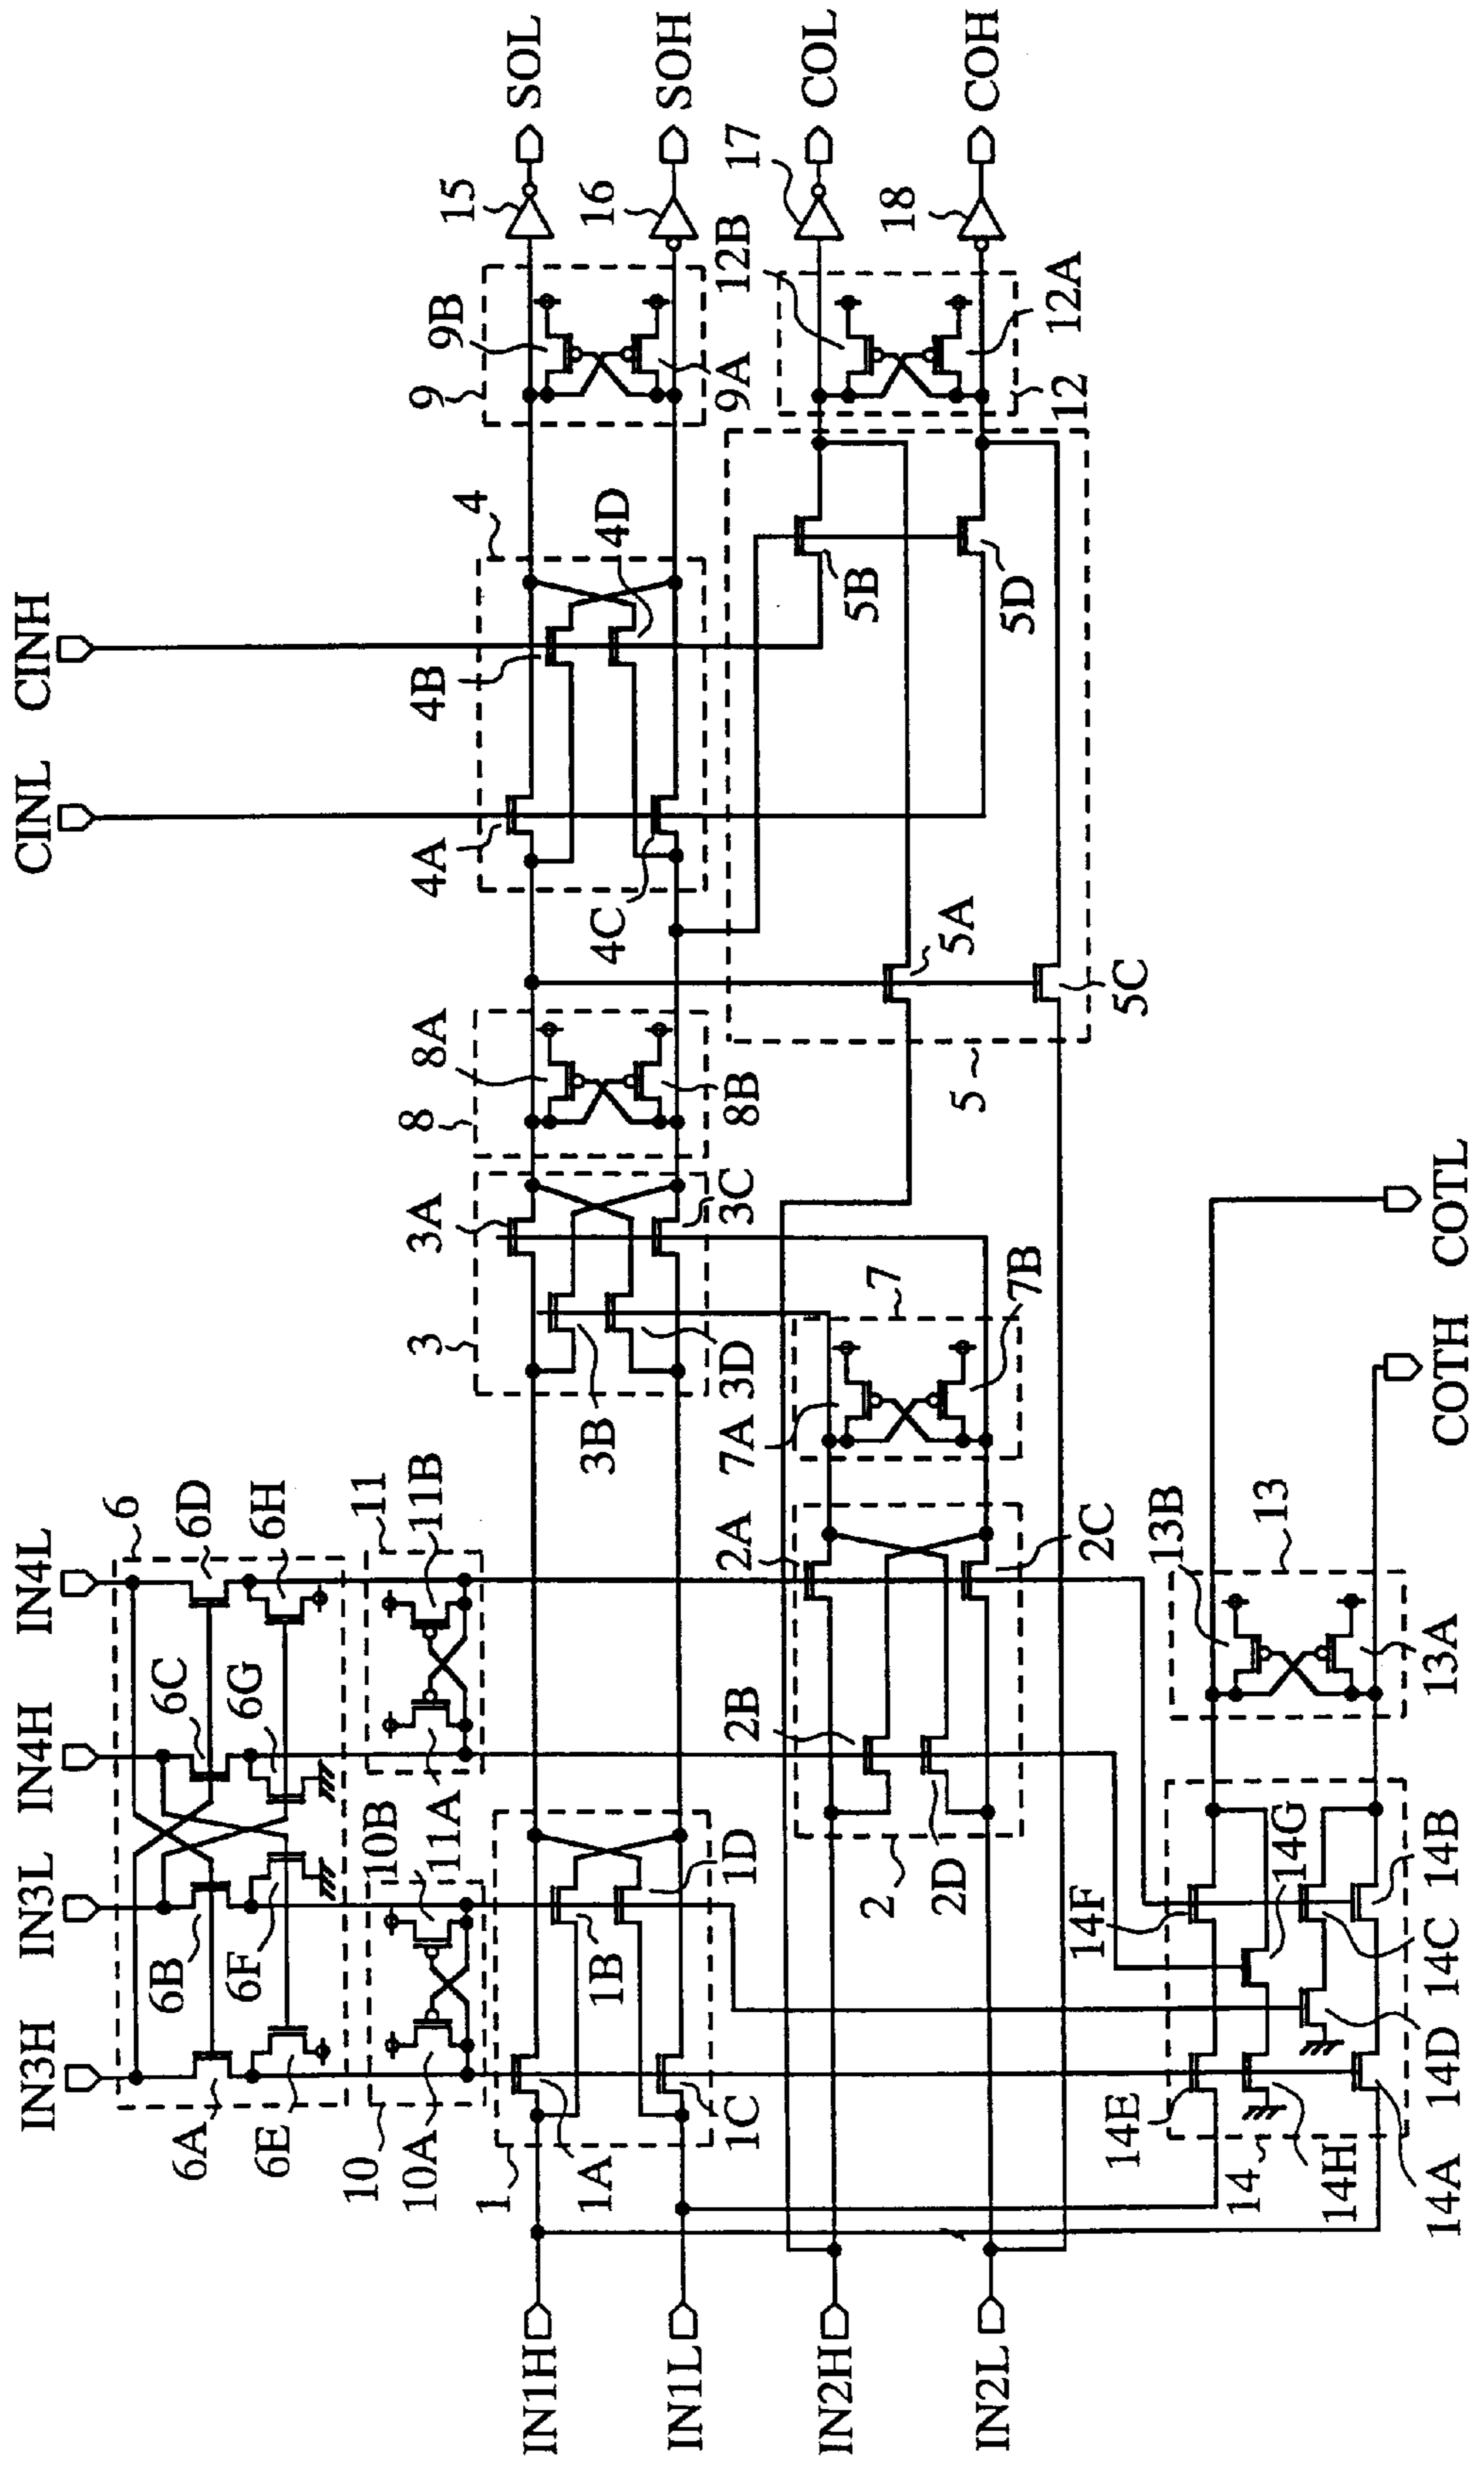 IN3H
IN3L
IN4H
IN4L
CINL
CINH
6
6A
6B
6C
6D
6E
6F
6G
6H
10
10A
10B
11A
11
11B
IN1H
IN1L
1
1A
1B
1C
1D
3
3A
3B
3C
3D
8
8A
8B
4
4A
4B
4C
4D
9
9B
9A
15
16
SOL
SOH
IN2H
IN2L
2
2A
2B
2C
2D
7
7A
7B
5
5A
5B
5C
5D
12
12B
12A
17
18
COL
COH
14
14A
14B
14C
14D
14E
14F
14G
14H
13
13B
13A
COTH
COTL